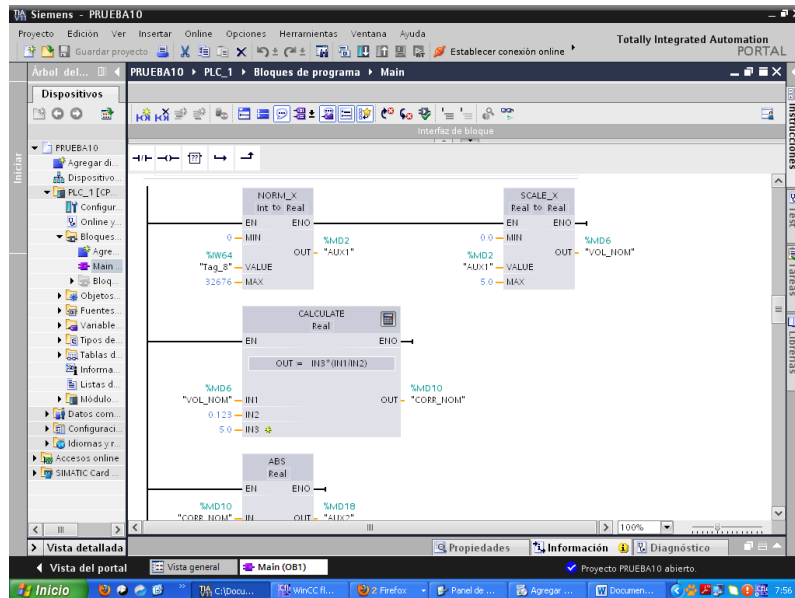 Siemens - PRUEBA10
Proyecto Edición Ver Insertar Online Opciones Herramientas Ventana Ayuda
Totally Integrated Automation
PORTAL
Guardar proyecto
Establecer conexión online
Árbol del...
PRUEBA10 PLC_1 Bloques de programa Main
Dispositivos
Interfaz de bloque
Iniciar
PRUEBA10
Agregar di...
Dispositivo...
PLC_1 [CP...
Configur...
Online y...
Bloques...
Agre...
Main...
Bloq...
Objetos...
Fuentes...
Variable...
Tipos de...
Tablas d...
Informa...
Listas d...
Módulo...
Datos com...
Configuraci...
Idiomas y r...
Accesos online
SIMATIC Card ...
Vista detallada
NORM_X
Int to Real
EN ENO
0 MIN
%MD2
OUT "AUX1"
%IW64
"Tag_8" VALUE
32676 MAX
SCALE_X
Real to Real
EN ENO
0.0 MIN
%MD6
OUT "VOL_NOM"
%MD2
"AUX1" VALUE
5.0 MAX
CALCULATE
Real
EN ENO
OUT = IN3*(IN1/IN2)
%MD6
"VOL_NOM" IN1
%MD10
OUT "CORR_NOM"
0.123 IN2
5.0 IN3
ABS
Real
EN ENO
%MD10
"CORR_NOM" IN
%MD18
OUT "AUX2"
100%
Propiedades
Información
Diagnóstico
Instrucciones
Test
Tareas
Librerías
Vista del portal
Vista general
Main (OB1)
Proyecto PRUEBA10 abierto.
Inicio
C:\Docu...
WinCC fl...
2 Firefox
Panel de ...
Agregar ...
Documen...
7:56